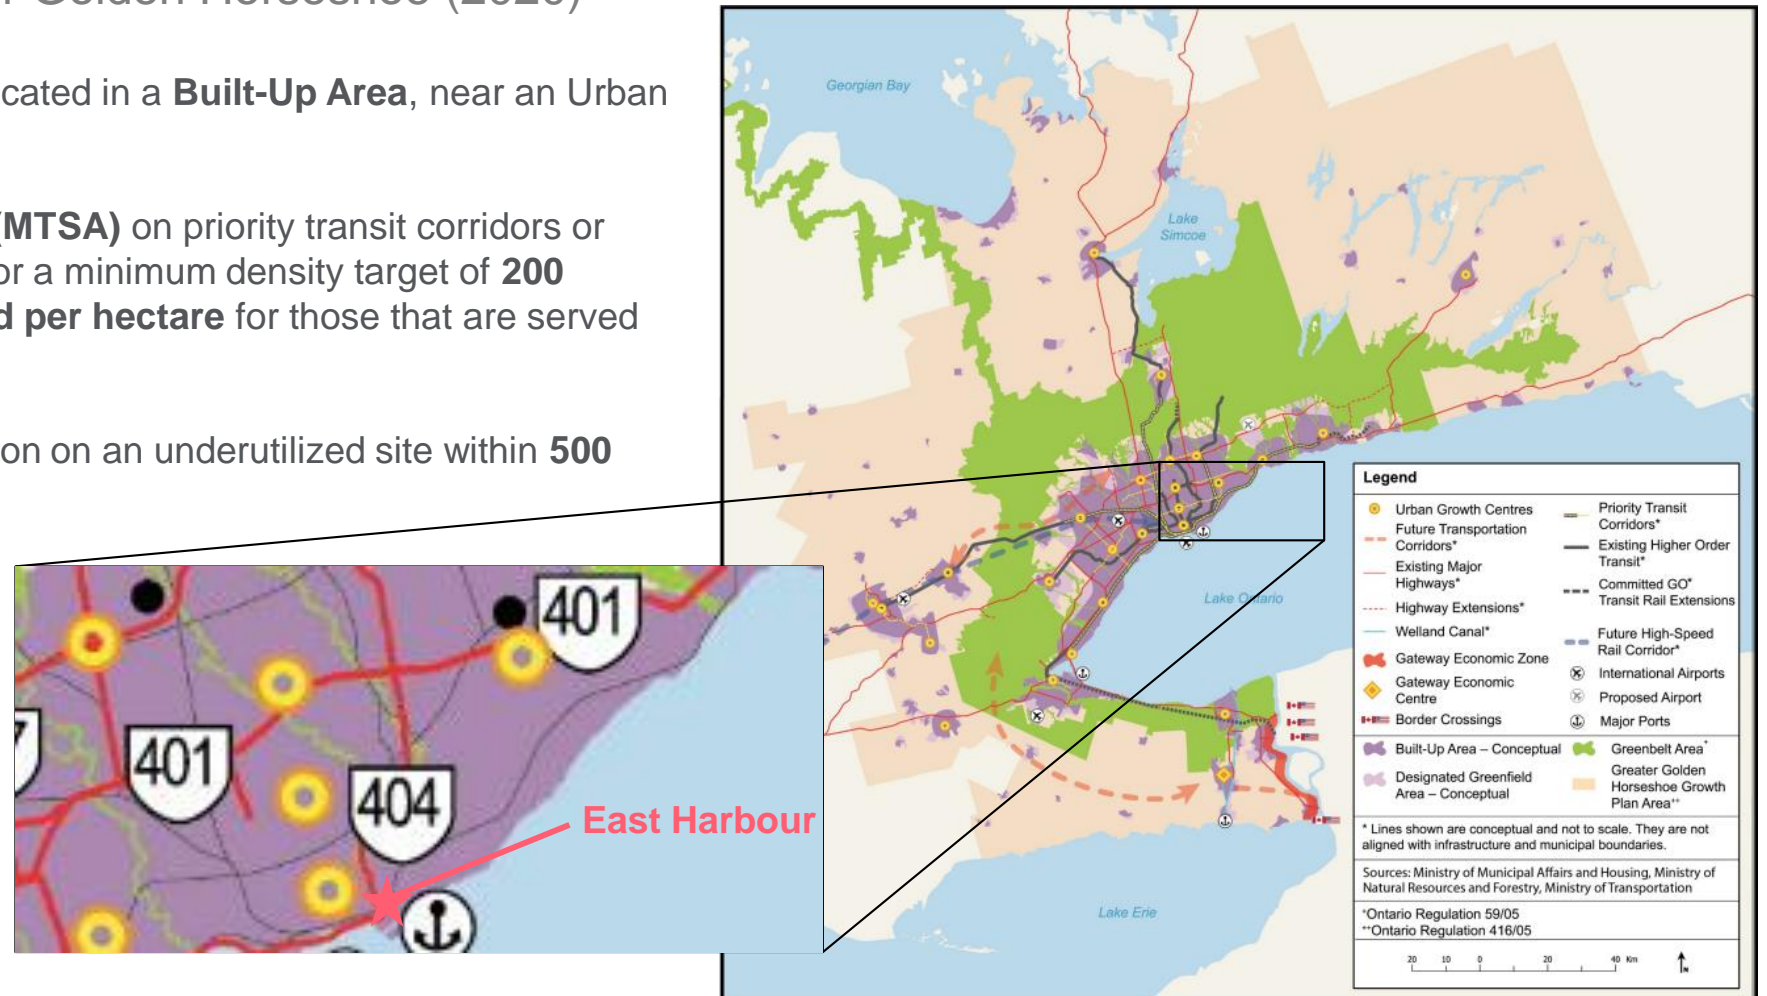 Golden Horseshoe (2020)
cated in a Built-Up Area, near an Urban
(MTSA) on priority transit corridors or
or a minimum density target of 200
d per hectare for those that are served
on on an underutilized site within 500
Georgian Bay
Lake
Simcoe
Lake Ontario
Lake Erie
401
401
404
East Harbour
Legend
Urban Growth Centres
Future Transportation
Corridors*
Existing Major
Highways*
Highway Extensions*
Welland Canal*
Gateway Economic Zone
Gateway Economic
Centre
Border Crossings
Priority Transit
Corridors*
Existing Higher Order
Transit*
Committed GO*
Transit Rail Extensions
Future High-Speed
Rail Corridor*
International Airports
Proposed Airport
Major Ports
Built-Up Area – Conceptual
Designated Greenfield
Area – Conceptual
Greenbelt Area+
Greater Golden
Horseshoe Growth
Plan Area++
* Lines shown are conceptual and not to scale. They are not
aligned with infrastructure and municipal boundaries.
Sources: Ministry of Municipal Affairs and Housing, Ministry of
Natural Resources and Forestry, Ministry of Transportation
+Ontario Regulation 59/05
++Ontario Regulation 416/05
20 10 0 20 40 Km
N